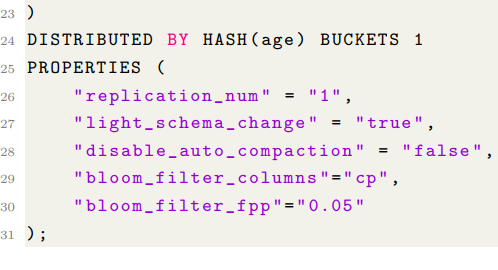 23 )
24 DISTRIBUTED BY HASH(age) BUCKETS 1
25 PROPERTIES (
26     "replication_num" = "1",
27     "light_schema_change" = "true",
28     "disable_auto_compaction" = "false",
29     "bloom_filter_columns"="cp",
30     "bloom_filter_fpp"="0.05"
31 );